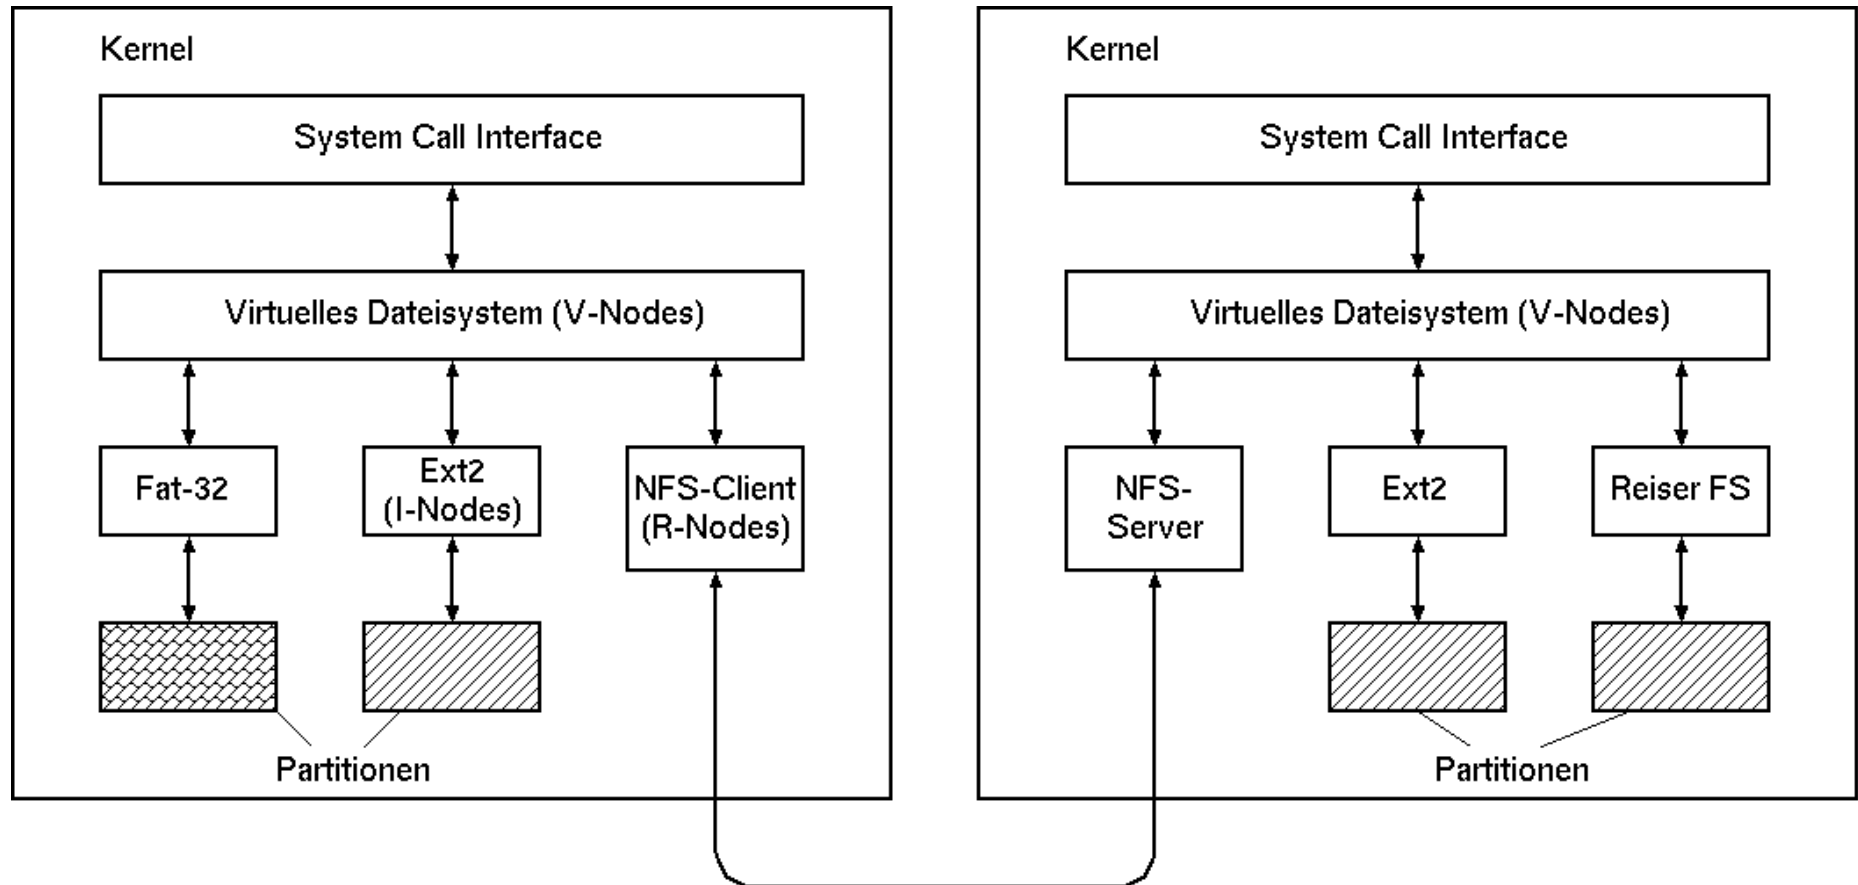 Kernel
System Call Interface
Virtuelles Dateisystem (V-Nodes)
Fat-32
Ext2
(I-Nodes)
NFS-Client
(R-Nodes)
Partitionen
Kernel
System Call Interface
Virtuelles Dateisystem (V-Nodes)
NFS-
Server
Ext2
Reiser FS
Partitionen